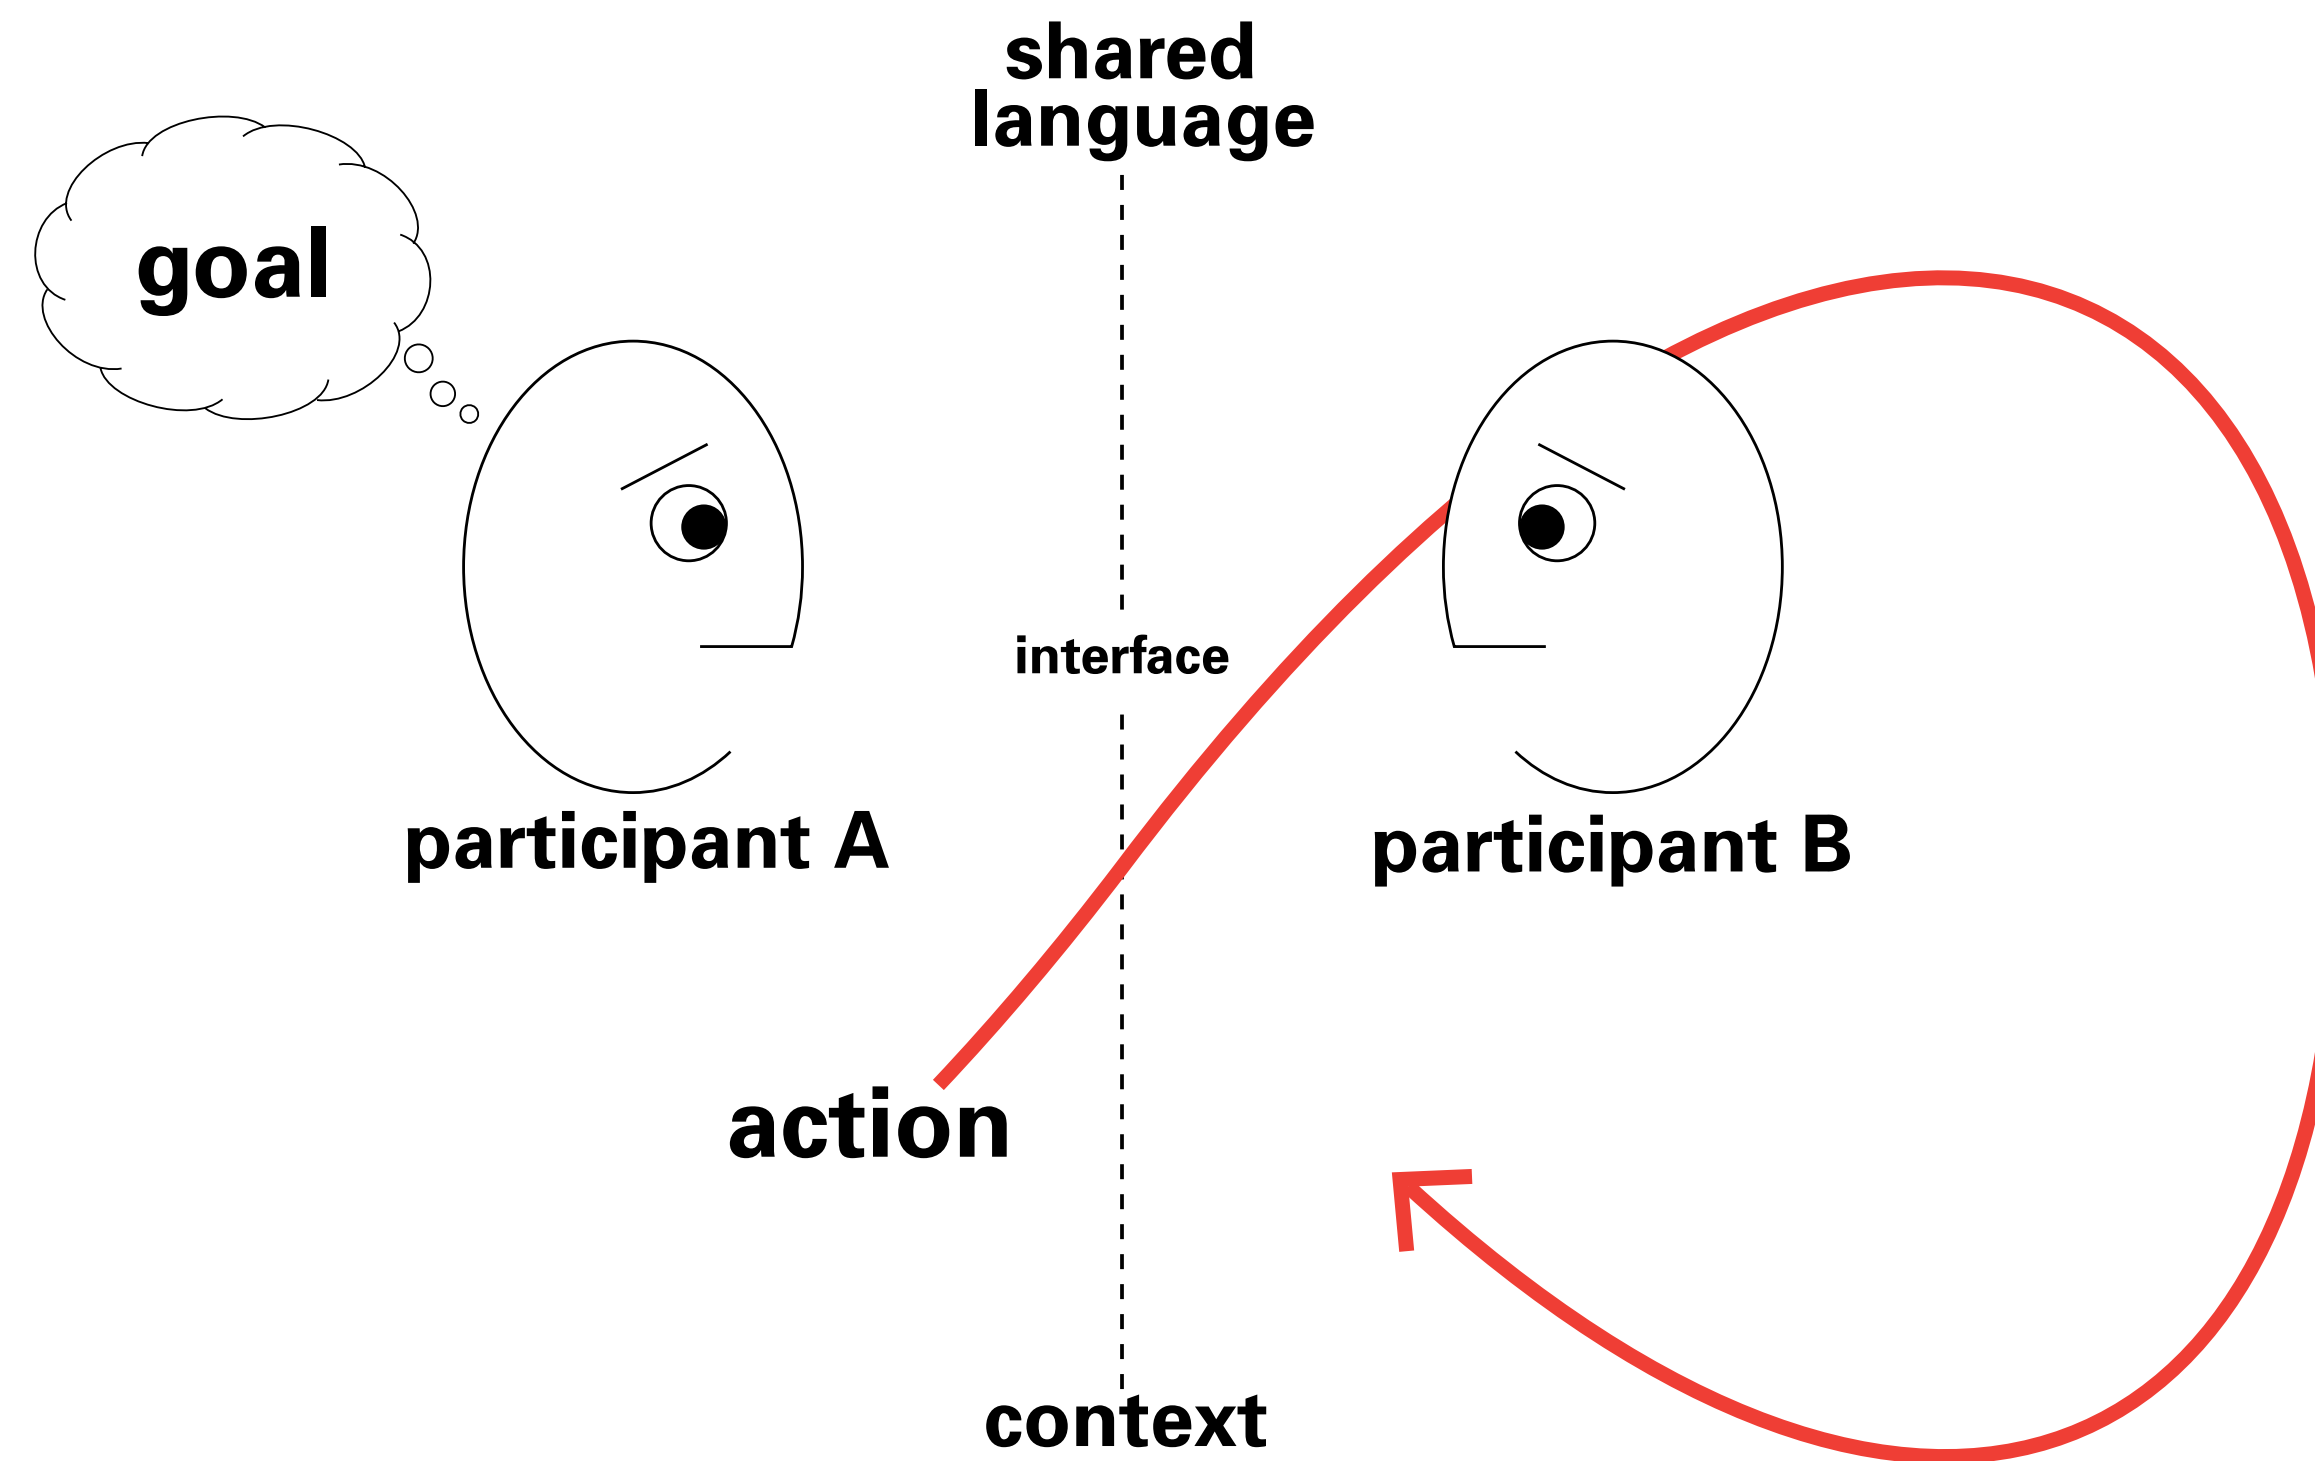 shared
language
goal
interface
participant A
participant B
action
context